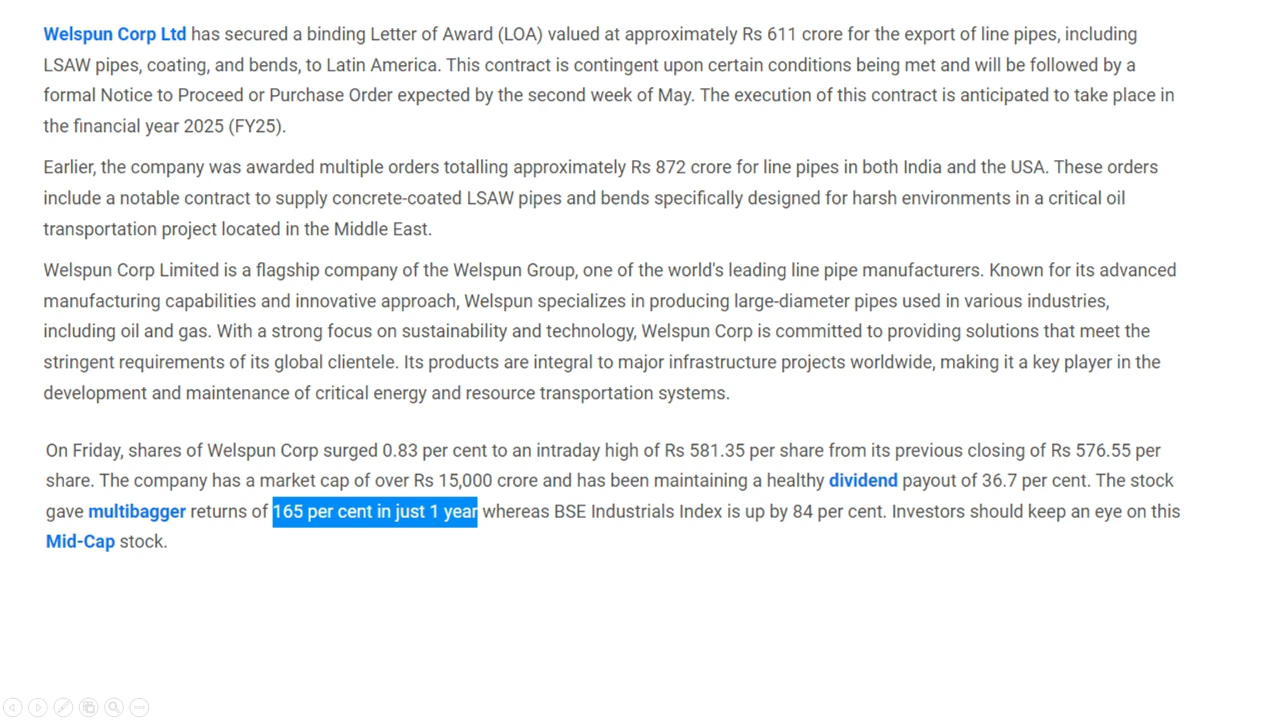 Welspun Corp Ltd has secured a binding Letter of Award (LOA) valued at approximately Rs 611 crore for the export of line pipes, including
LSAW pipes, coating, and bends, to Latin America. This contract is contingent upon certain conditions being met and will be followed by a
formal Notice to Proceed or Purchase Order expected by the second week of May. The execution of this contract is anticipated to take place in
the financial year 2025 (FY25).
Earlier, the company was awarded multiple orders totalling approximately Rs 872 crore for line pipes in both India and the USA. These orders
include a notable contract to supply concrete-coated LSAW pipes and bends specifically designed for harsh environments in a critical oil
transportation project located in the Middle East.
Welspun Corp Limited is a flagship company of the Welspun Group, one of the world's leading line pipe manufacturers. Known for its advanced
manufacturing capabilities and innovative approach, Welspun specializes in producing large-diameter pipes used in various industries,
including oil and gas. With a strong focus on sustainability and technology, Welspun Corp is committed to providing solutions that meet the
stringent requirements of its global clientele. Its products are integral to major infrastructure projects worldwide, making it a key player in the
development and maintenance of critical energy and resource transportation systems.
On Friday, shares of Welspun Corp surged 0.83 per cent to an intraday high of Rs 581.35 per share from its previous closing of Rs 576.55 per
share. The company has a market cap of over Rs 15,000 crore and has been maintaining a healthy dividend payout of 36.7 per cent. The stock
gave multibagger returns of 165 per cent in just 1 year whereas BSE Industrials Index is up by 84 per cent. Investors should keep an eye on this
Mid-Cap stock.